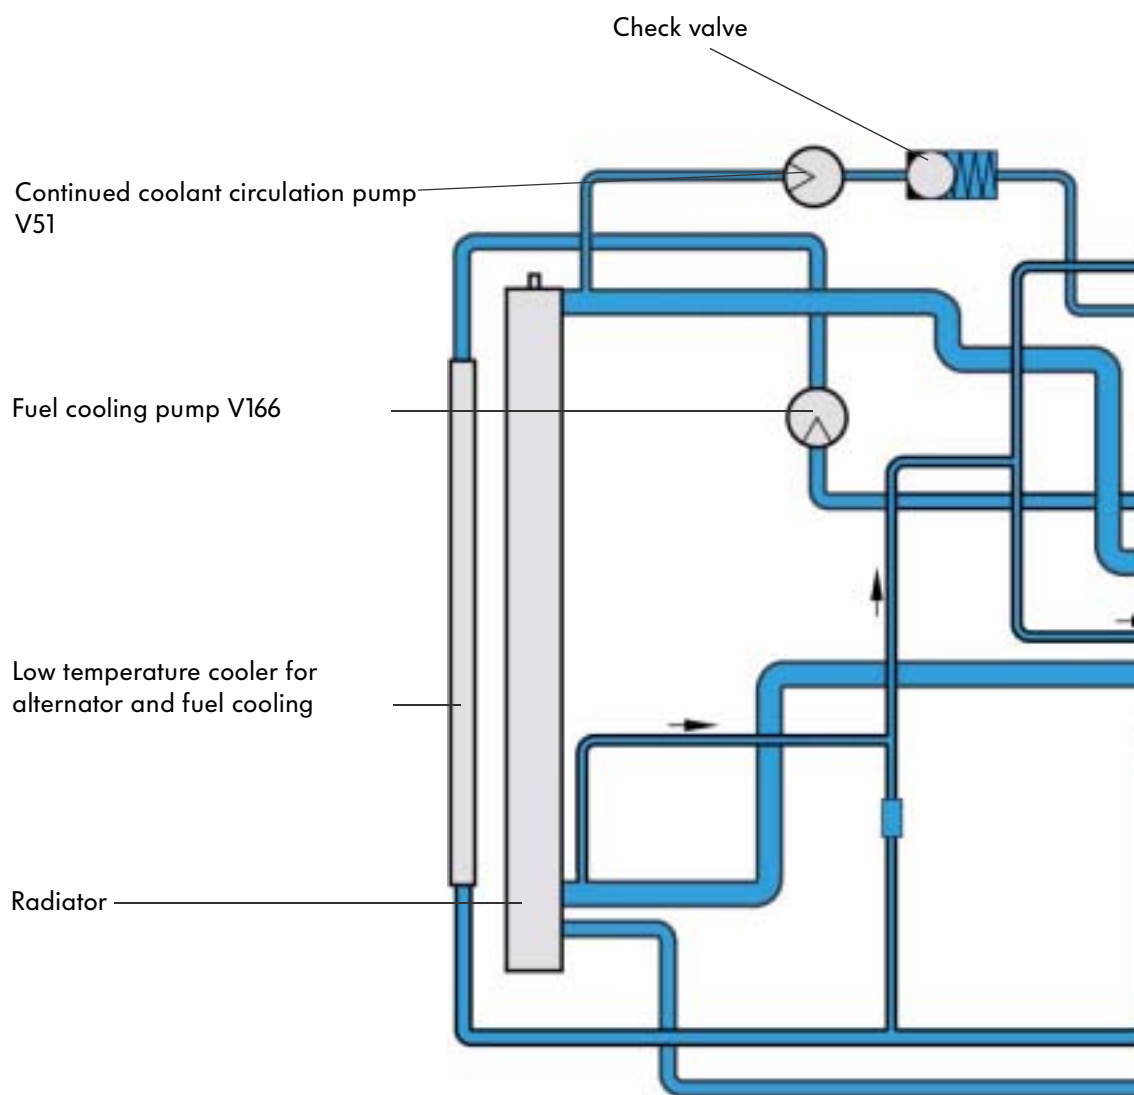 Check valve
Continued coolant circulation pump
V51
Fuel cooling pump V166
Low temperature cooler for
alternator and fuel cooling
Radiator